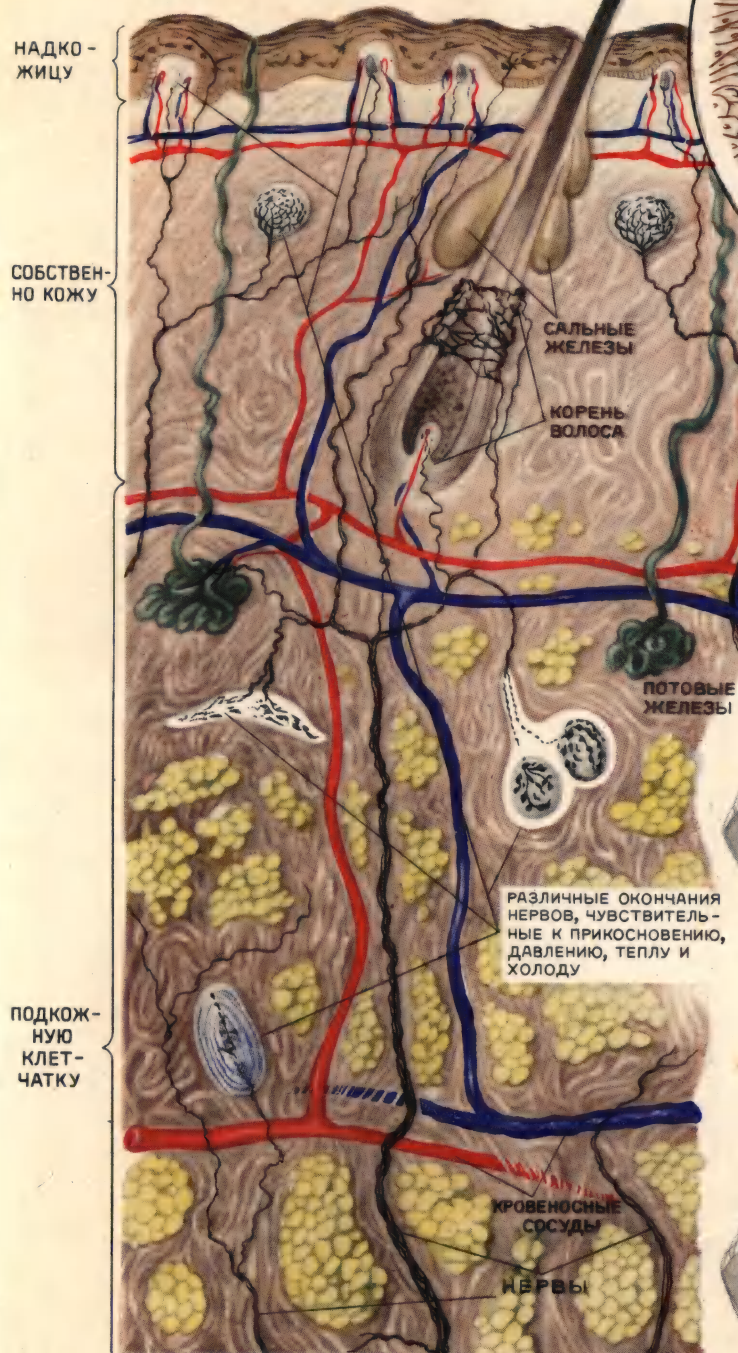 НАДКО-
ЖИЦУ
СОБСТВЕН-
НО КОЖУ
САЛЬНЫЕ
ЖЕЛЕЗЫ
КОРЕНЬ
ВОЛОСА
ПОТОВЫЕ
ЖЕЛЕЗЫ
РАЗЛИЧНЫЕ ОКОНЧАНИЯ
НЕРВОВ, ЧУВСТВИТЕЛЬ-
НЫЕ К ПРИКОСНОВЕНИЮ,
ДАВЛЕНИЮ, ТЕПЛУ И
ХОЛОДУ
ПОДКОЖ-
НУЮ
КЛЕТ-
ЧАТКУ
КРОВЕНОСНЫЕ
СОСУДЫ
НЕРВЫ